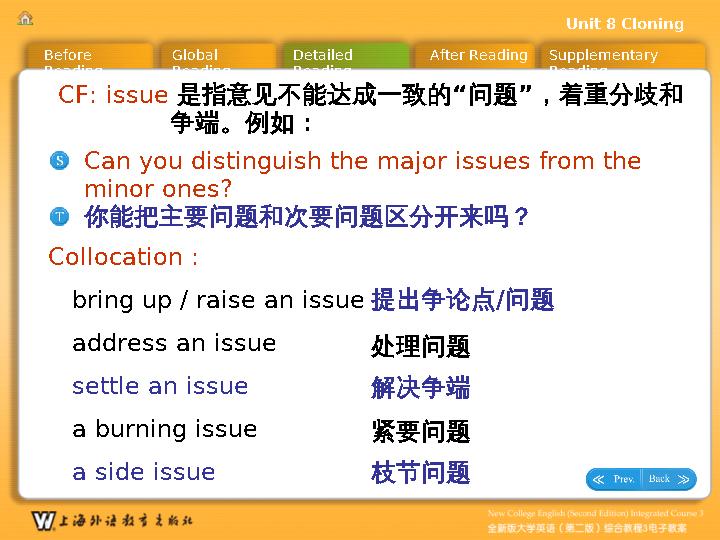 Unit 8 Cloning
Before Reading
Global Reading
Detailed Reading
After Reading
Supplementary Reading
CF: issue 是指意见不能达成一致的“问题”，着重分歧和
争端。例如：
S Can you distinguish the major issues from the
minor ones?
T 你能把主要问题和次要问题区分开来吗？
Collocation :
bring up / raise an issue 提出争论点/问题
address an issue 处理问题
settle an issue 解决争端
a burning issue 紧要问题
a side issue 枝节问题
Prev. Back
W 上海外语教育出版社
New College English (Second Edition) Integrated Course 3
全新版大学英语（第二版）综合教程3电子教案